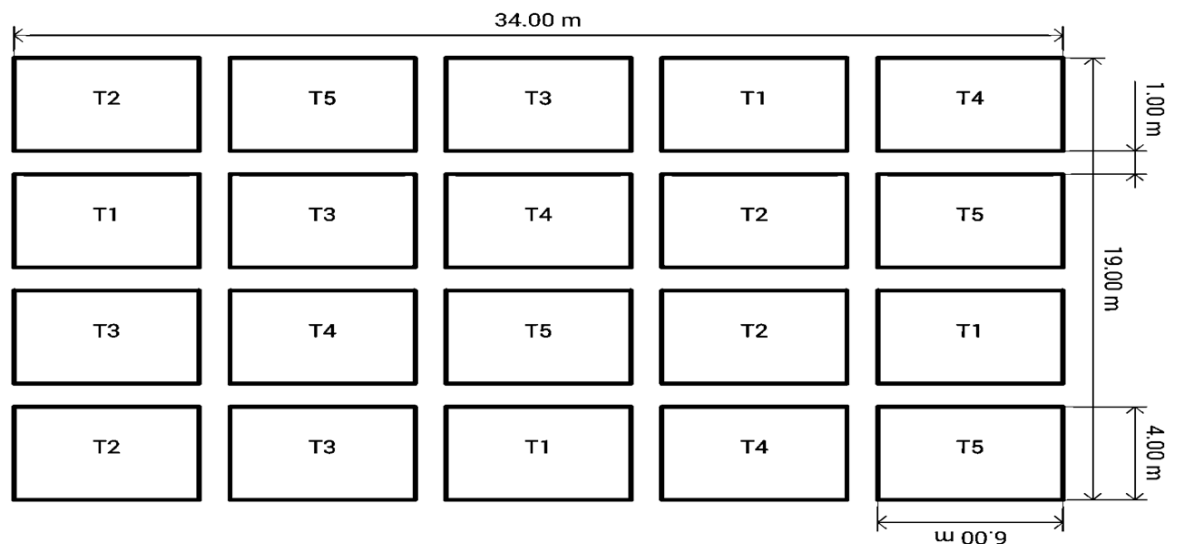 34.00 m
T2 T5 T3 T1 T4
1.00 m
T1 T3 T4 T2 T5
19.00 m
T3 T4 T5 T2 T1
T2 T3 T1 T4 T5
4.00 m
6.00 m